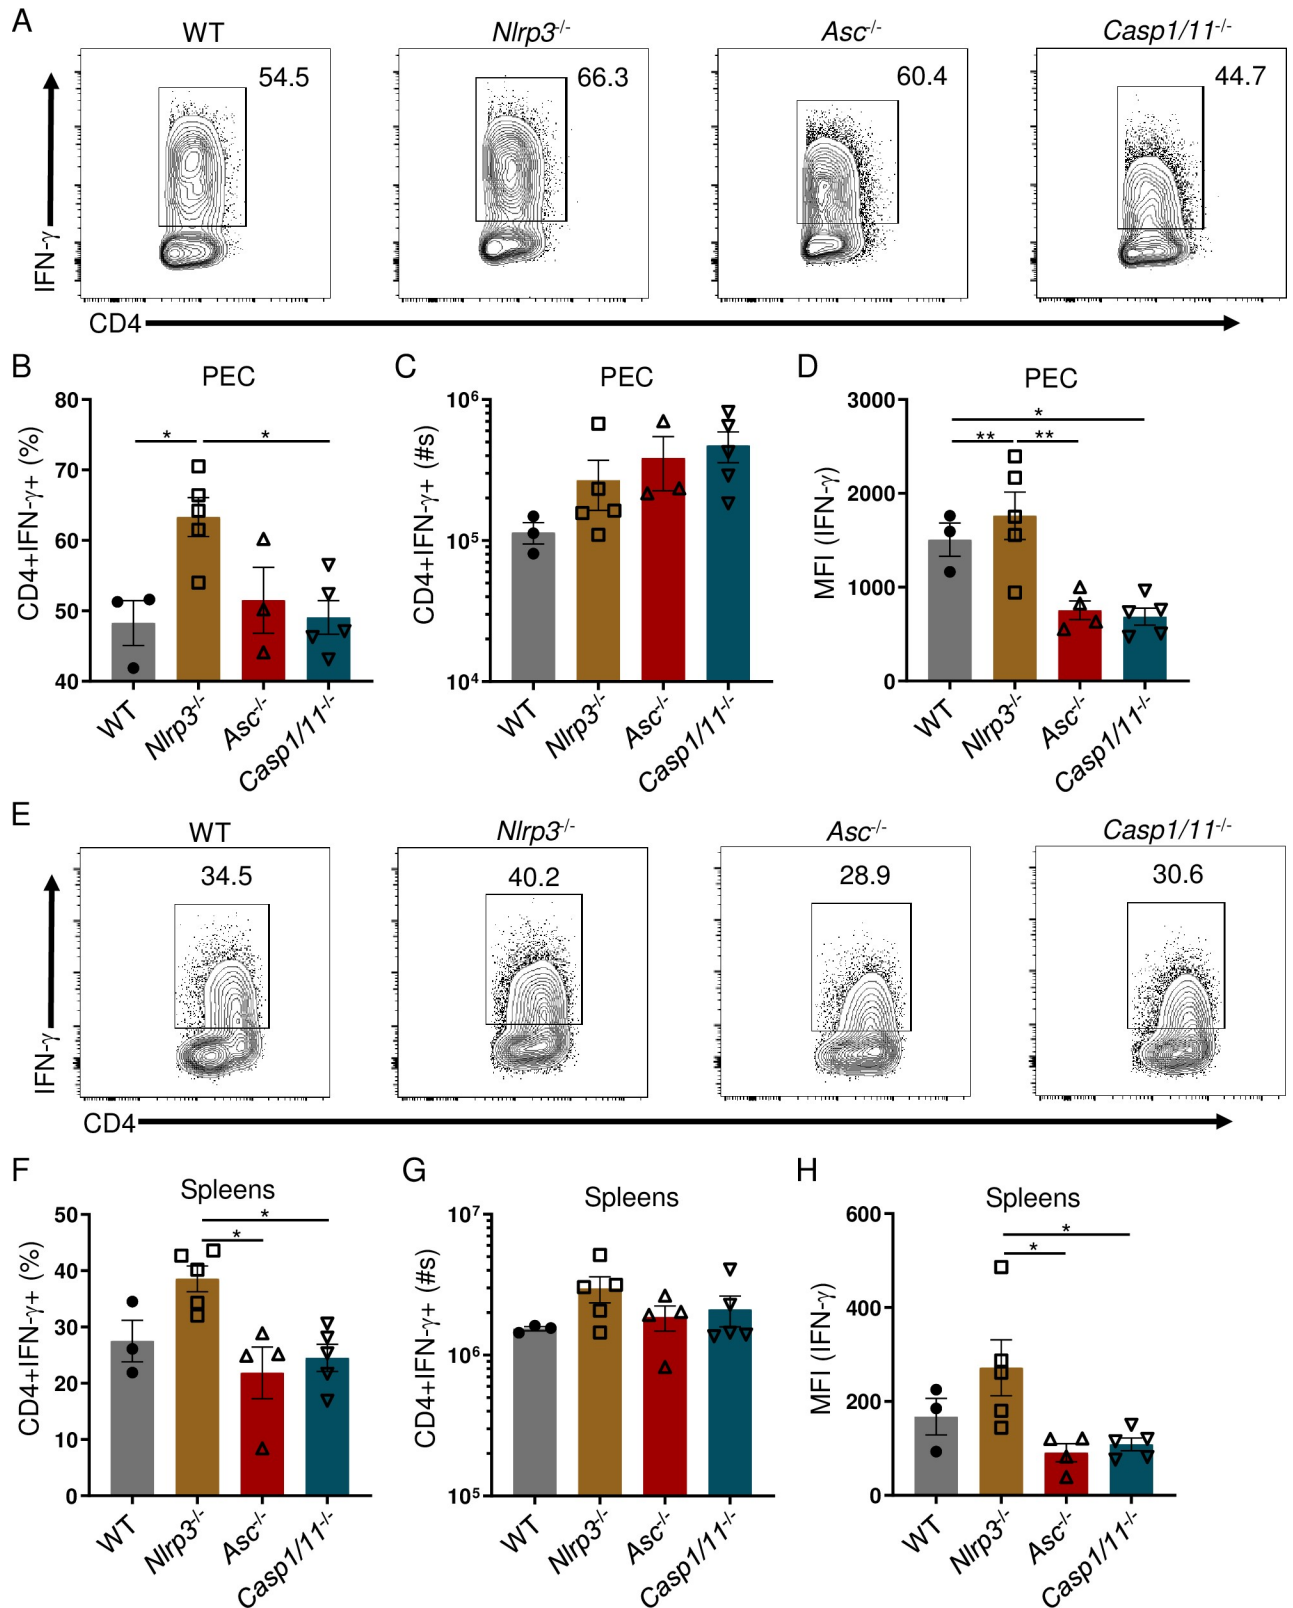 A
WT
Nlrp3-/-
Asc-/-
Casp1/11-/-
54.5
66.3
60.4
44.7
IFN-γ
CD4
B
PEC
CD4+IFN-γ+ (%)
80
70
60
50
40
*
*
WT
Nlrp3-/-
Asc-/-
Casp1/11-/-
C
PEC
CD4+IFN-γ+ (#s)
10⁶
10⁵
10⁴
WT
Nlrp3-/-
Asc-/-
Casp1/11-/-
D
PEC
MFI (IFN-γ)
3000
2000
1000
0
*
**
**
WT
Nlrp3-/-
Asc-/-
Casp1/11-/-
E
WT
Nlrp3-/-
Asc-/-
Casp1/11-/-
34.5
40.2
28.9
30.6
IFN-γ
CD4
F
Spleens
CD4+IFN-γ+ (%)
50
40
30
20
10
0
*
*
WT
Nlrp3-/-
Asc-/-
Casp1/11-/-
G
Spleens
CD4+IFN-γ+ (#s)
10⁷
10⁶
10⁵
WT
Nlrp3-/-
Asc-/-
Casp1/11-/-
H
Spleens
MFI (IFN-γ)
600
400
200
0
*
*
WT
Nlrp3-/-
Asc-/-
Casp1/11-/-